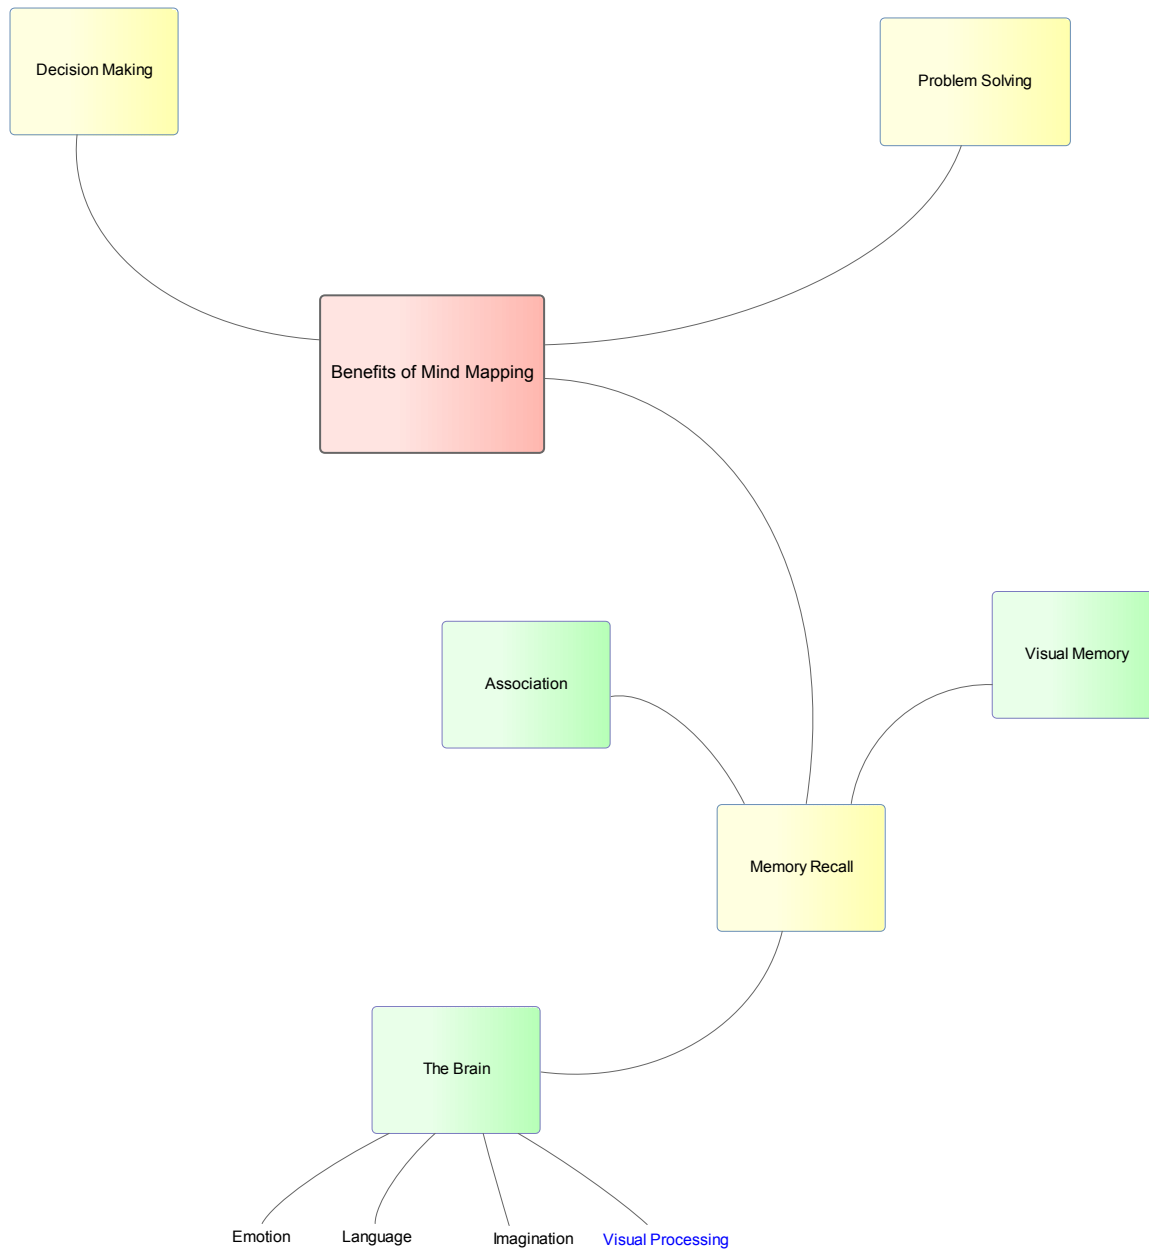 Decision Making
Problem Solving
Benefits of Mind Mapping
Association
Visual Memory
Memory Recall
The Brain
Emotion
Language
Imagination
Visual Processing